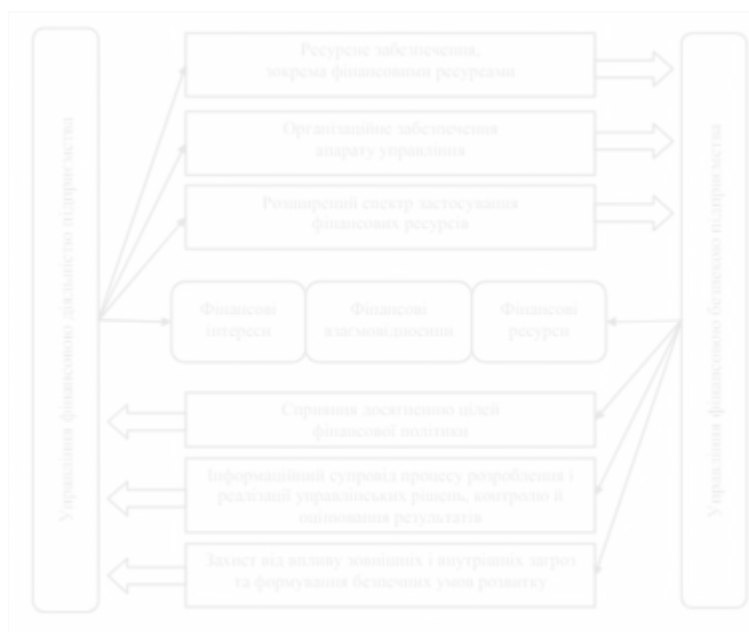 Управління фінансовою діяльністю підприємства
Ресурсне забезпечення,
зокрема фінансовими ресурсами
Організаційне забезпечення
апарату управління
Розширений спектр застосування
фінансових ресурсів
Фінансові
інтереси
Фінансові
взаємовідносини
Фінансові
ресурси
Сприяння досягненню цілей
фінансової політики
Інформаційний супровід процесу розроблення і
реалізації управлінських рішень, контролю й
оцінювання результатів
Захист від впливу зовнішніх і внутрішніх загроз
та формування безпечних умов розвитку
Управління фінансовою безпекою підприємства